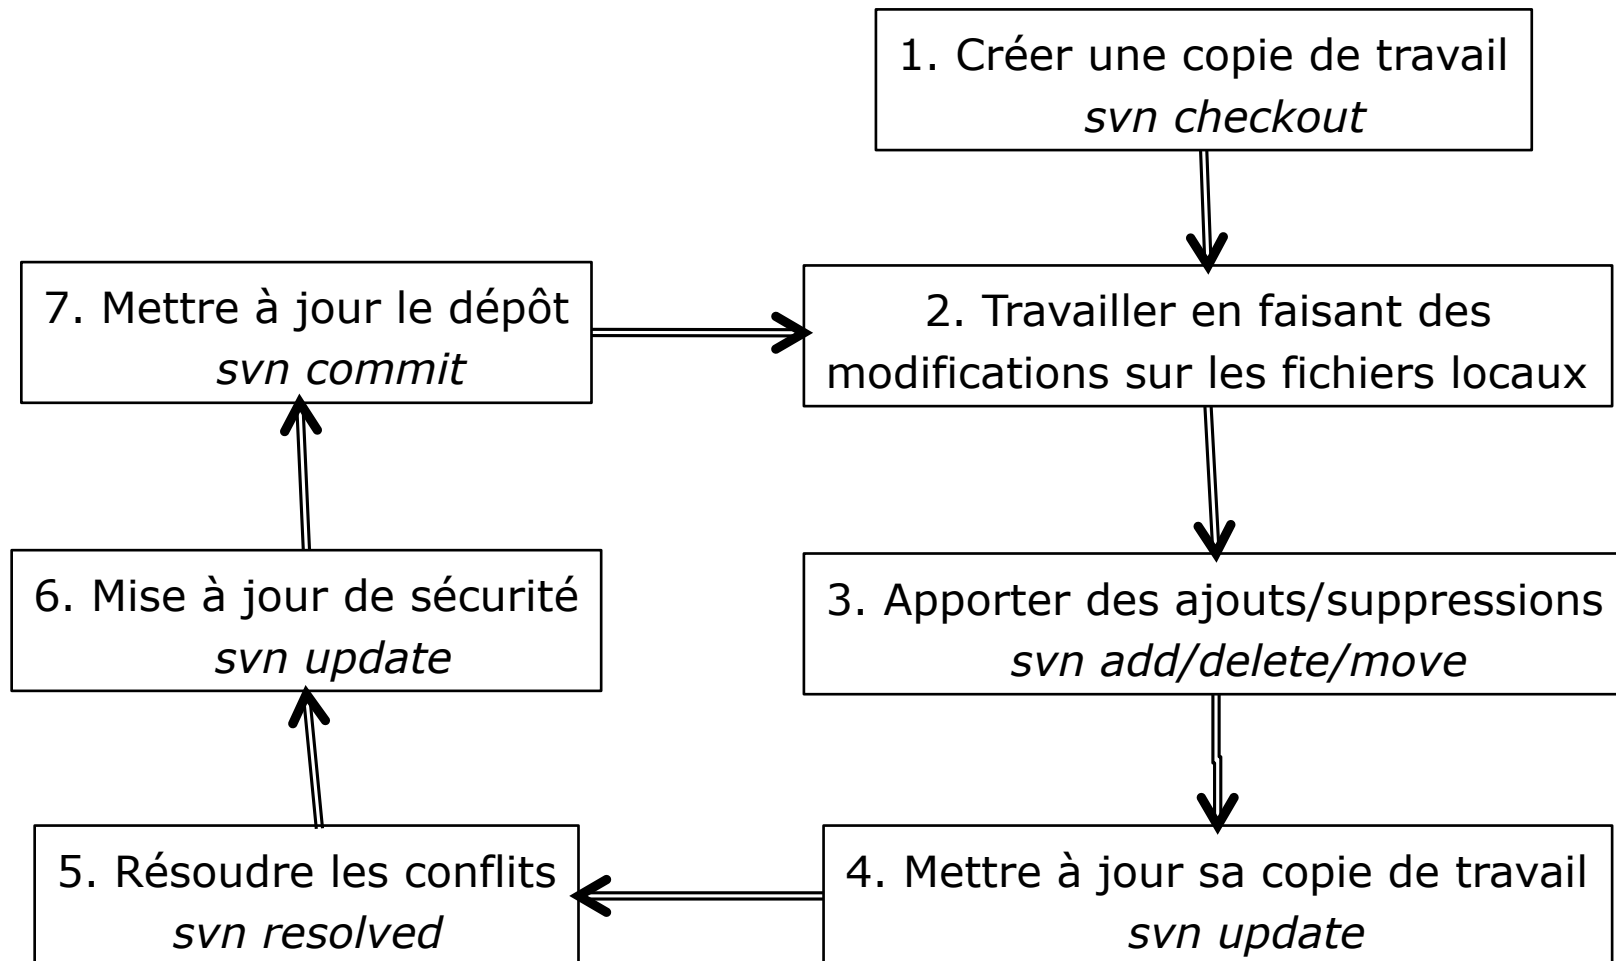 1. Créer une copie de travail
svn checkout
2. Travailler en faisant des
modifications sur les fichiers locaux
3. Apporter des ajouts/suppressions
svn add/delete/move
4. Mettre à jour sa copie de travail
svn update
5. Résoudre les conflits
svn resolved
6. Mise à jour de sécurité
svn update
7. Mettre à jour le dépôt
svn commit